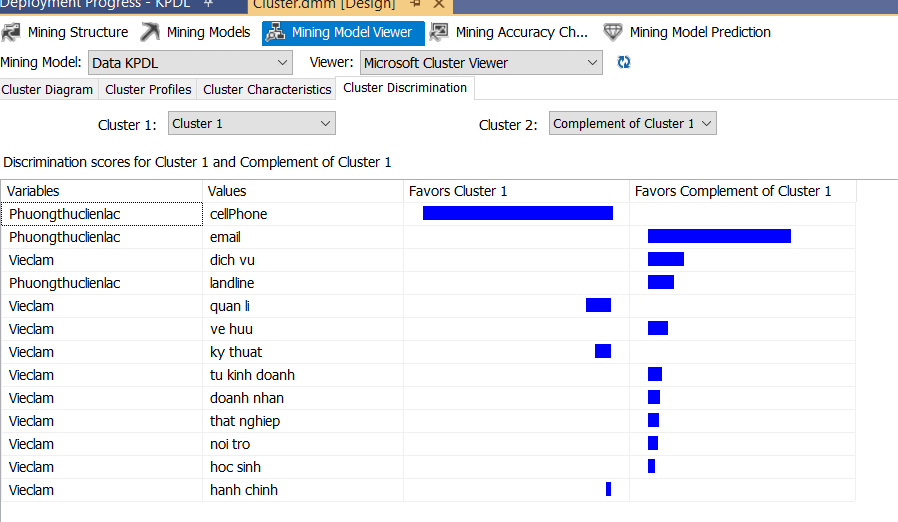 Deployment Progress - KPDL Cluster.dmm [Design]
Mining Structure Mining Models Mining Model Viewer Mining Accuracy Ch... Mining Model Prediction
Mining Model: Data KPDL Viewer: Microsoft Cluster Viewer
Cluster Diagram Cluster Profiles Cluster Characteristics Cluster Discrimination
Cluster 1: Cluster 1 Cluster 2: Complement of Cluster 1
Discrimination scores for Cluster 1 and Complement of Cluster 1
Variables Values Favors Cluster 1 Favors Complement of Cluster 1
Phuongthuclienlac cellPhone
Phuongthuclienlac email
Vieclam dich vu
Phuongthuclienlac landline
Vieclam quan li
Vieclam ve huu
Vieclam ky thuat
Vieclam tu kinh doanh
Vieclam doanh nhan
Vieclam that nghiep
Vieclam noi tro
Vieclam hoc sinh
Vieclam hanh chinh